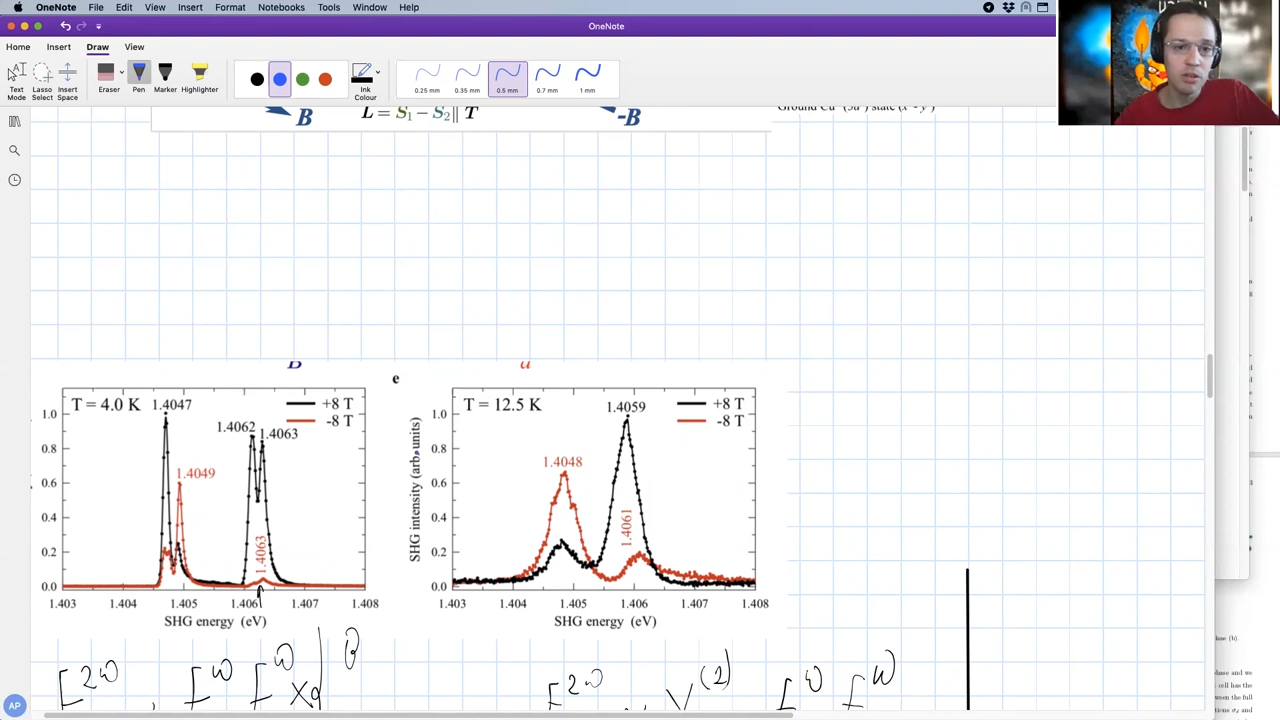 OneNote File Edit View Insert Format Notebooks Tools Window Help
OneNote
Home Insert Draw View
Text Mode Lasso Select Insert Space Eraser Pen Marker Highlighter Ink Colour 0.25 mm 0.35 mm 0.5 mm 0.7 mm 1 mm
B L = S1 − S2 || T -B
B a
e
T = 4.0 K 1.4047 +8 T
-8 T
1.4062 1.4063
1.4049
1.4063
1.0
0.8
0.6
0.4
0.2
0.0
1.403 1.404 1.405 1.406 1.407 1.408
SHG energy (eV)
T = 12.5 K 1.4059 +8 T
-8 T
1.4048
1.4061
SHG intensity (arb. units)
1.0
0.8
0.6
0.4
0.2
0.0
1.403 1.404 1.405 1.406 1.407 1.408
SHG energy (eV)
E^2ω E^ω E^ω
E^2ω χ^(2) E^ω E^ω
AP